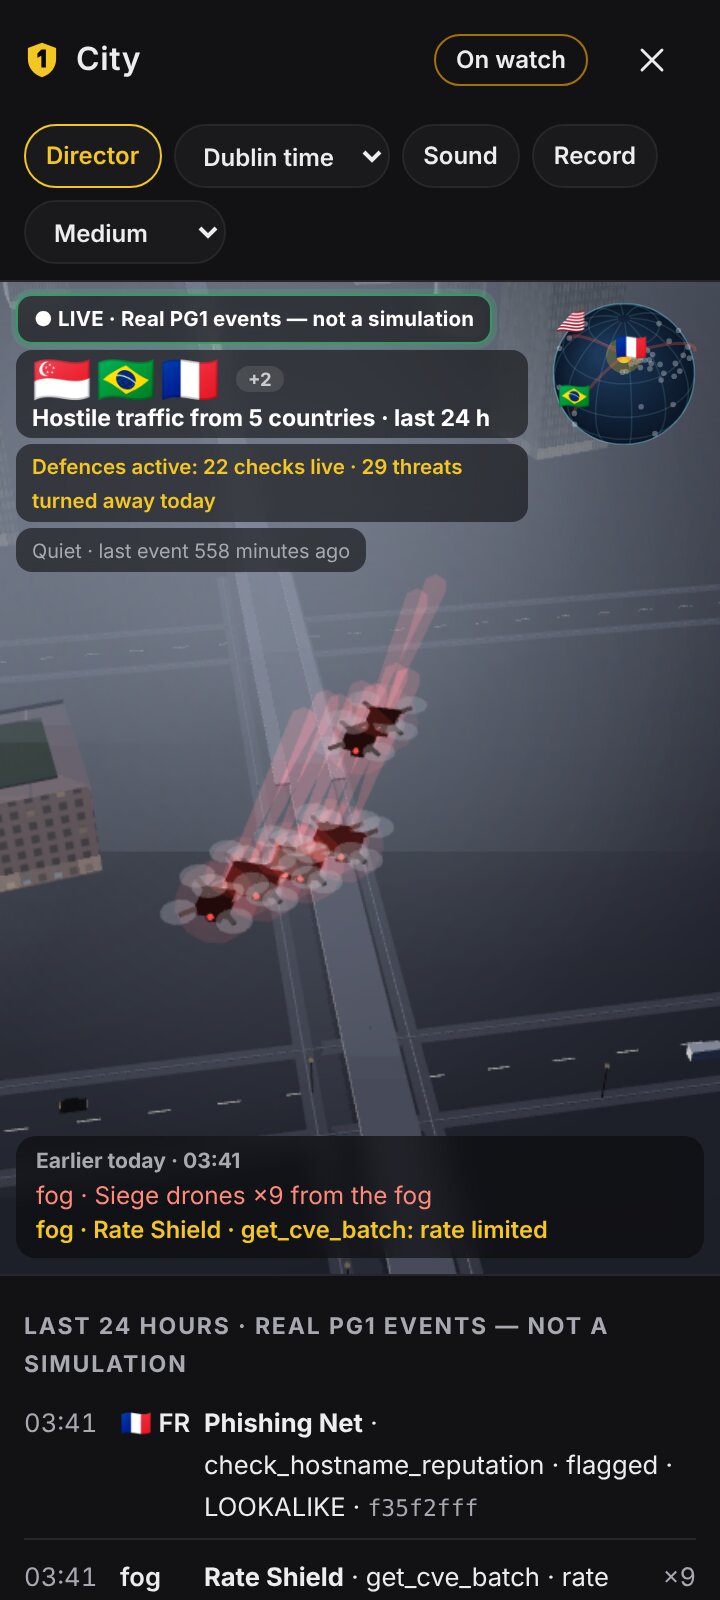 1 City
On watch
Director
Dublin time
Sound
Record
Medium
LIVE · Real PG1 events — not a simulation
+2
Hostile traffic from 5 countries · last 24 h
Defences active: 22 checks live · 29 threats
turned away today
Quiet · last event 558 minutes ago
Earlier today · 03:41
fog · Siege drones ×9 from the fog
fog · Rate Shield · get_cve_batch: rate limited
LAST 24 HOURS · REAL PG1 EVENTS — NOT A
SIMULATION
03:41 🇫🇷 FR Phishing Net ·
check_hostname_reputation · flagged ·
LOOKALIKE · f35f2fff
03:41 fog Rate Shield · get_cve_batch · rate ×9